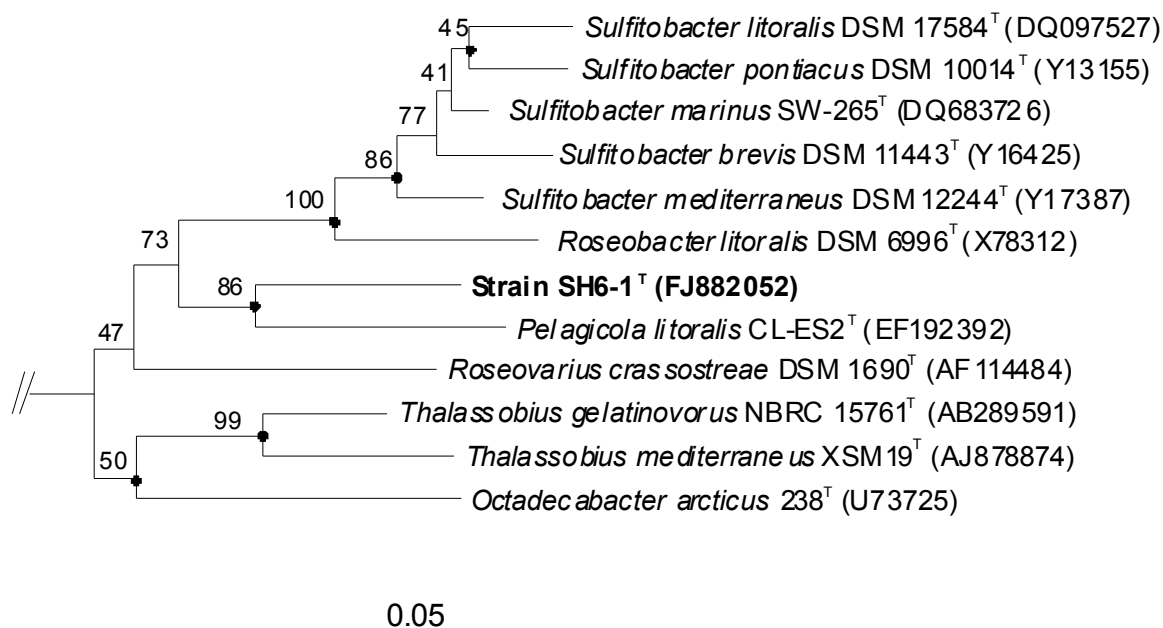 45 Sulfitobacter litoralis DSM 17584ᵀ (DQ097527)
Sulfitobacter pontiacus DSM 10014ᵀ (Y13155)
41
Sulfitobacter marinus SW-265ᵀ (DQ683726)
77
Sulfitobacter brevis DSM 11443ᵀ (Y16425)
86
Sulfitobacter mediterraneus DSM 12244ᵀ (Y17387)
100
Roseobacter litoralis DSM 6996ᵀ (X78312)
73
86 Strain SH6-1ᵀ (FJ882052)
Pelagicola litoralis CL-ES2ᵀ (EF192392)
47
Roseovarius crassostreae DSM 1690ᵀ (AF114484)
Thalassobius gelatinovorus NBRC 15761ᵀ (AB289591)
99
Thalassobius mediterraneus XSM19ᵀ (AJ878874)
50
Octadecabacter arcticus 238ᵀ (U73725)
0.05